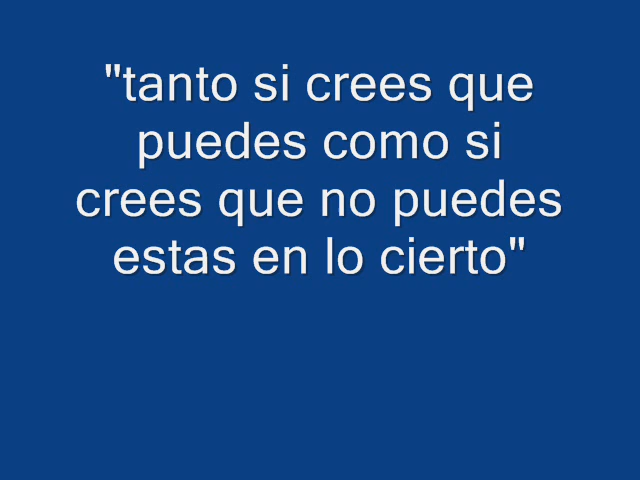 "tanto si crees que
puedes como si
crees que no puedes
estas en lo cierto"